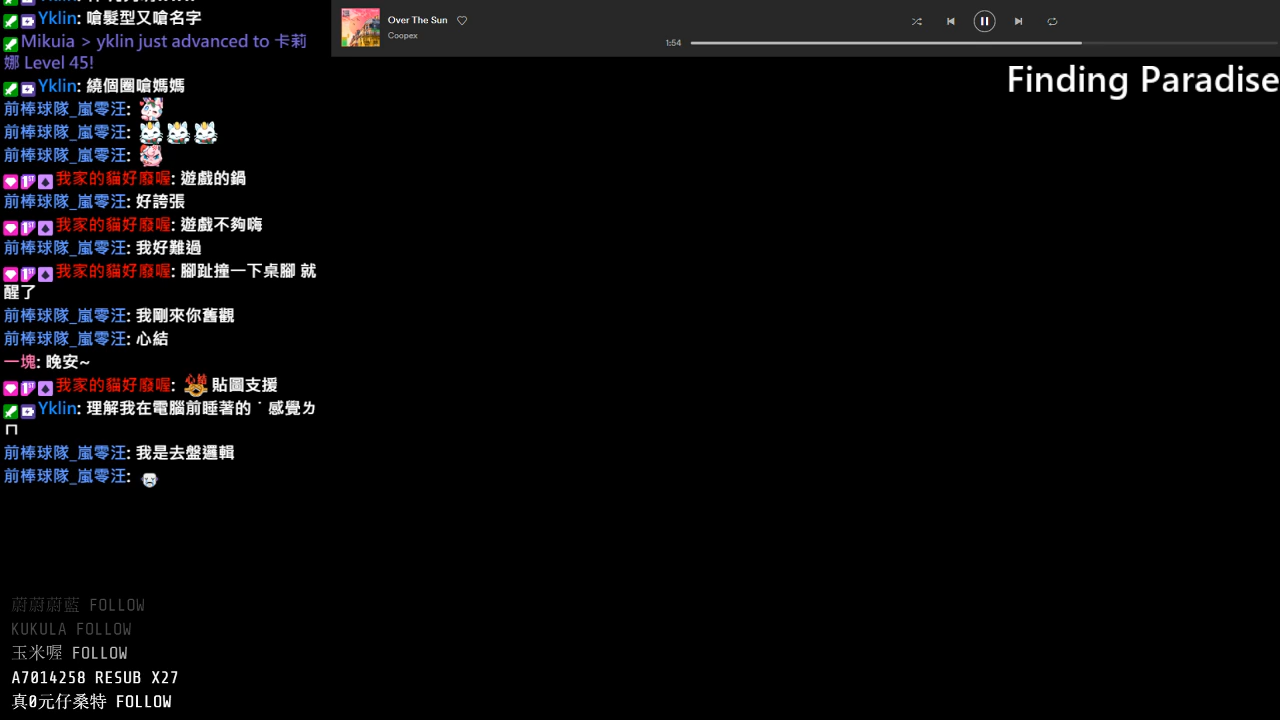 Yklin: 嗆髮型又嗆名字
Mikuia > yklin just advanced to 卡莉
娜 Level 45!
Yklin: 繞個圈嗆媽媽
前棒球隊_嵐零汪:
前棒球隊_嵐零汪:
前棒球隊_嵐零汪:
我家的貓好廢喔: 遊戲的鍋
前棒球隊_嵐零汪: 好誇張
我家的貓好廢喔: 遊戲不夠嗨
前棒球隊_嵐零汪: 我好難過
我家的貓好廢喔: 腳趾撞一下桌腳 就
醒了
前棒球隊_嵐零汪: 我剛來你舊觀
前棒球隊_嵐零汪: 心結
一塊: 晚安~
我家的貓好廢喔: 心結 貼圖支援
Yklin: 理解我在電腦前睡著的˙感覺ㄌ
ㄇ
前棒球隊_嵐零汪: 我是去盤邏輯
前棒球隊_嵐零汪:
蔚蔚蔚藍 FOLLOW
KUKULA FOLLOW
玉米喔 FOLLOW
A7014258 RESUB X27
真0元仔桑特 FOLLOW
Over The Sun
Coopex
1:54
Finding Paradise